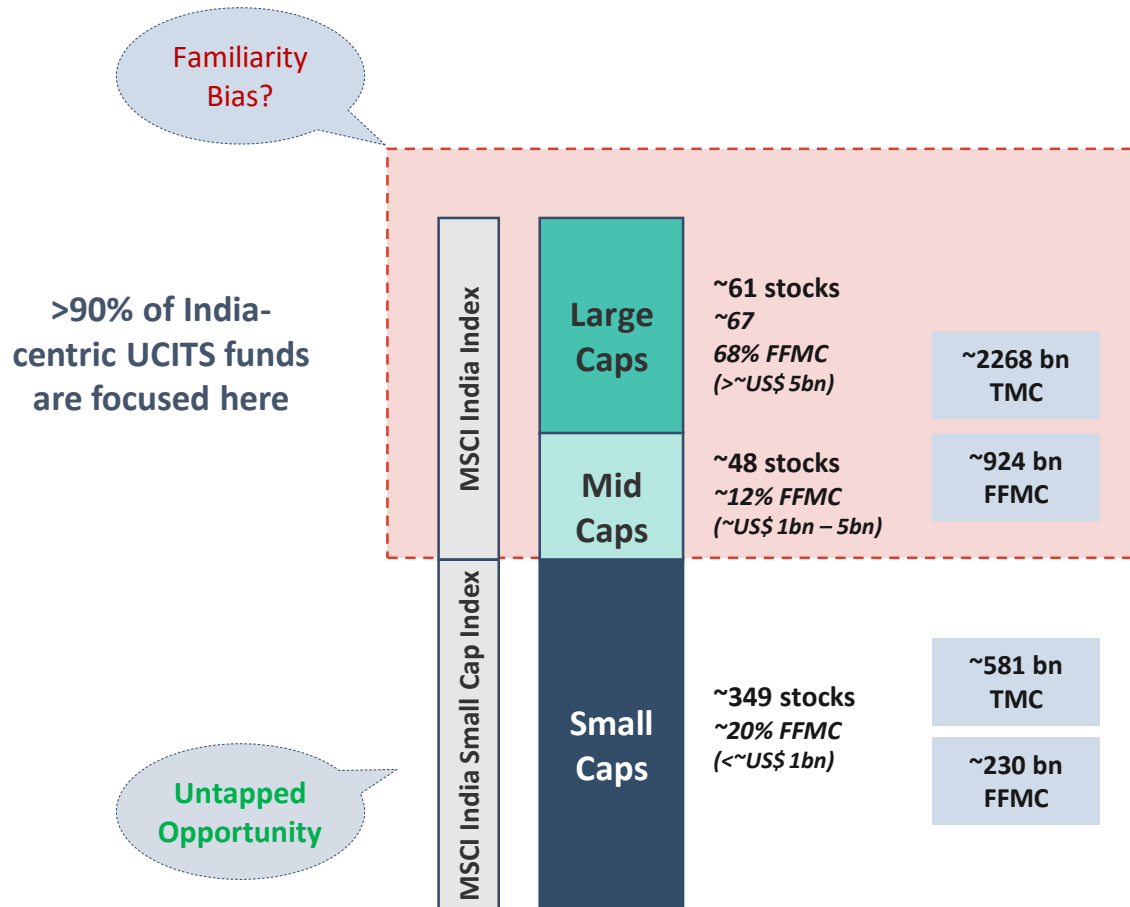 Familiarity
Bias?
>90% of India-
centric UCITS funds
are focused here
MSCI India Index
Large
Caps
~61 stocks
~67
68% FFMC
(>~US$ 5bn)
~2268 bn
TMC
Mid
Caps
~48 stocks
~12% FFMC
(~US$ 1bn – 5bn)
~924 bn
FFMC
MSCI India Small Cap Index
Small
Caps
~349 stocks
~20% FFMC
(<~US$ 1bn)
~581 bn
TMC
~230 bn
FFMC
Untapped
Opportunity